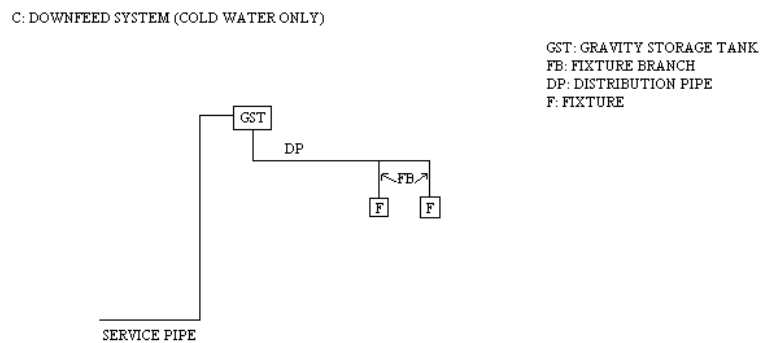 C: DOWNFEED SYSTEM (COLD WATER ONLY)
GST: GRAVITY STORAGE TANK
FB: FIXTURE BRANCH
DP: DISTRIBUTION PIPE
F: FIXTURE
GST
DP
FB
F F
SERVICE PIPE